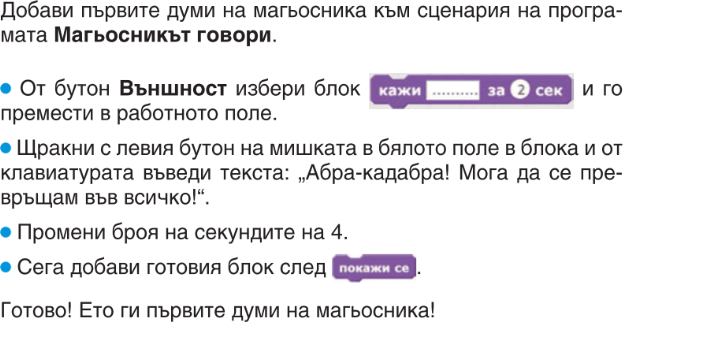 Добави първите думи на магьосника към сценария на програ-
мата Магьосникът говори.
● От бутон Външност избери блок кажи .......... за 2 сек и го
премести в работното поле.
● Щракни с левия бутон на мишката в бялото поле в блока и от
клавиатурата въведи текста: „Абра-кадабра! Мога да се пре-
връщам във всичко!“.
● Промени броя на секундите на 4.
● Сега добави готовия блок след покажи се.
Готово! Ето ги първите думи на магьосника!